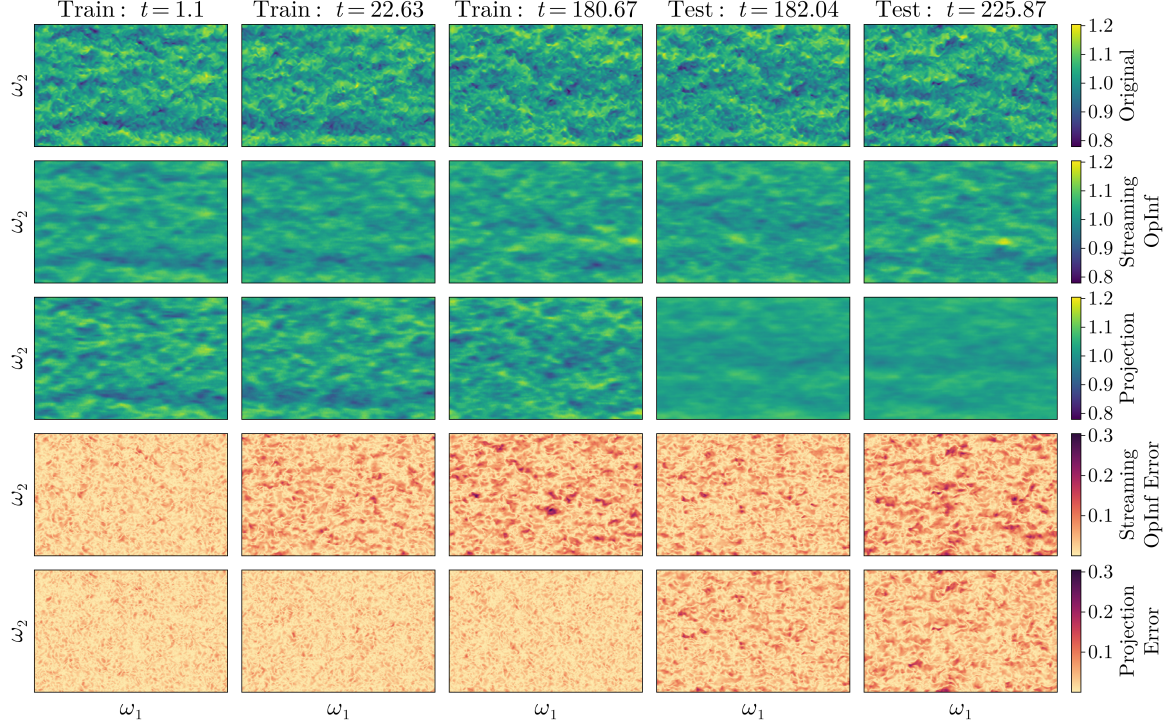 Train: t = 1.1
Train: t = 22.63
Train: t = 180.67
Test: t = 182.04
Test: t = 225.87
ω₂
1.2
1.1
1.0
0.9
0.8
Original
ω₂
1.2
1.1
1.0
0.9
0.8
Streaming
OpInf
ω₂
1.2
1.1
1.0
0.9
0.8
Projection
ω₂
0.3
0.2
0.1
Streaming
OpInf Error
ω₂
0.3
0.2
0.1
Projection
Error
ω₁
ω₁
ω₁
ω₁
ω₁